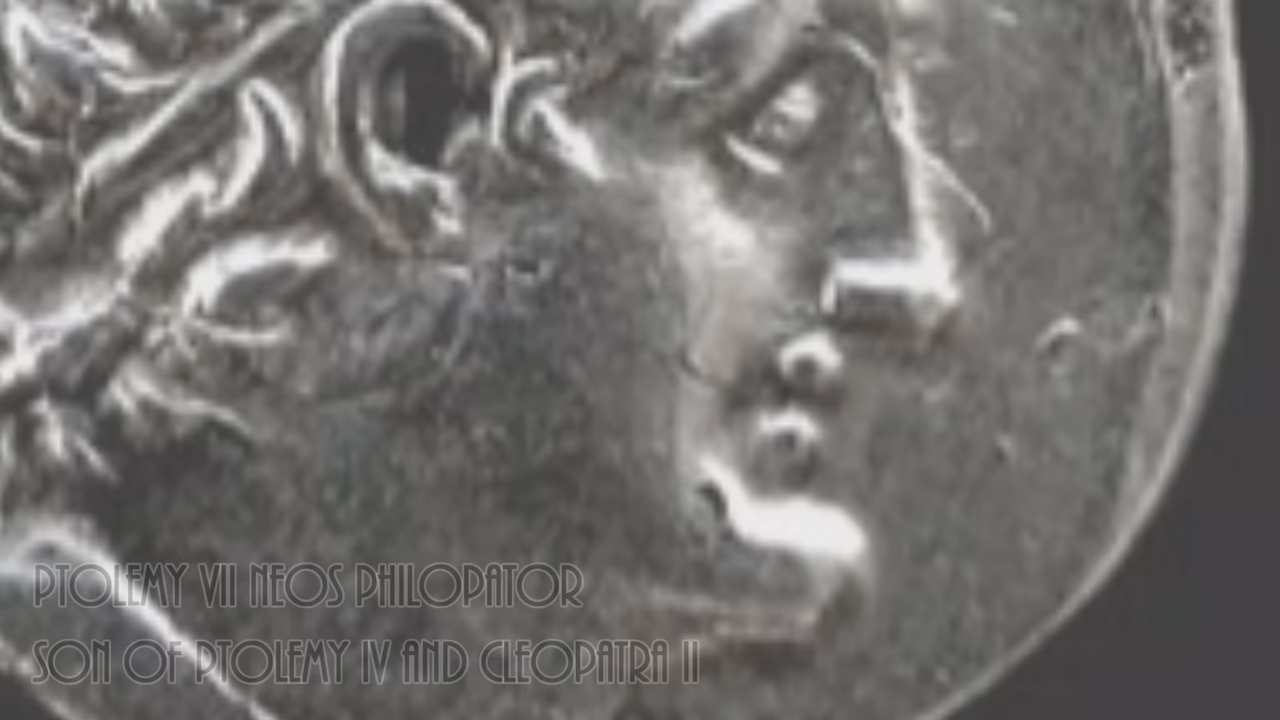 PTOLEMY VII NEOS PHILOPATOR
SON OF PTOLEMY IV AND CLEOPATRA II